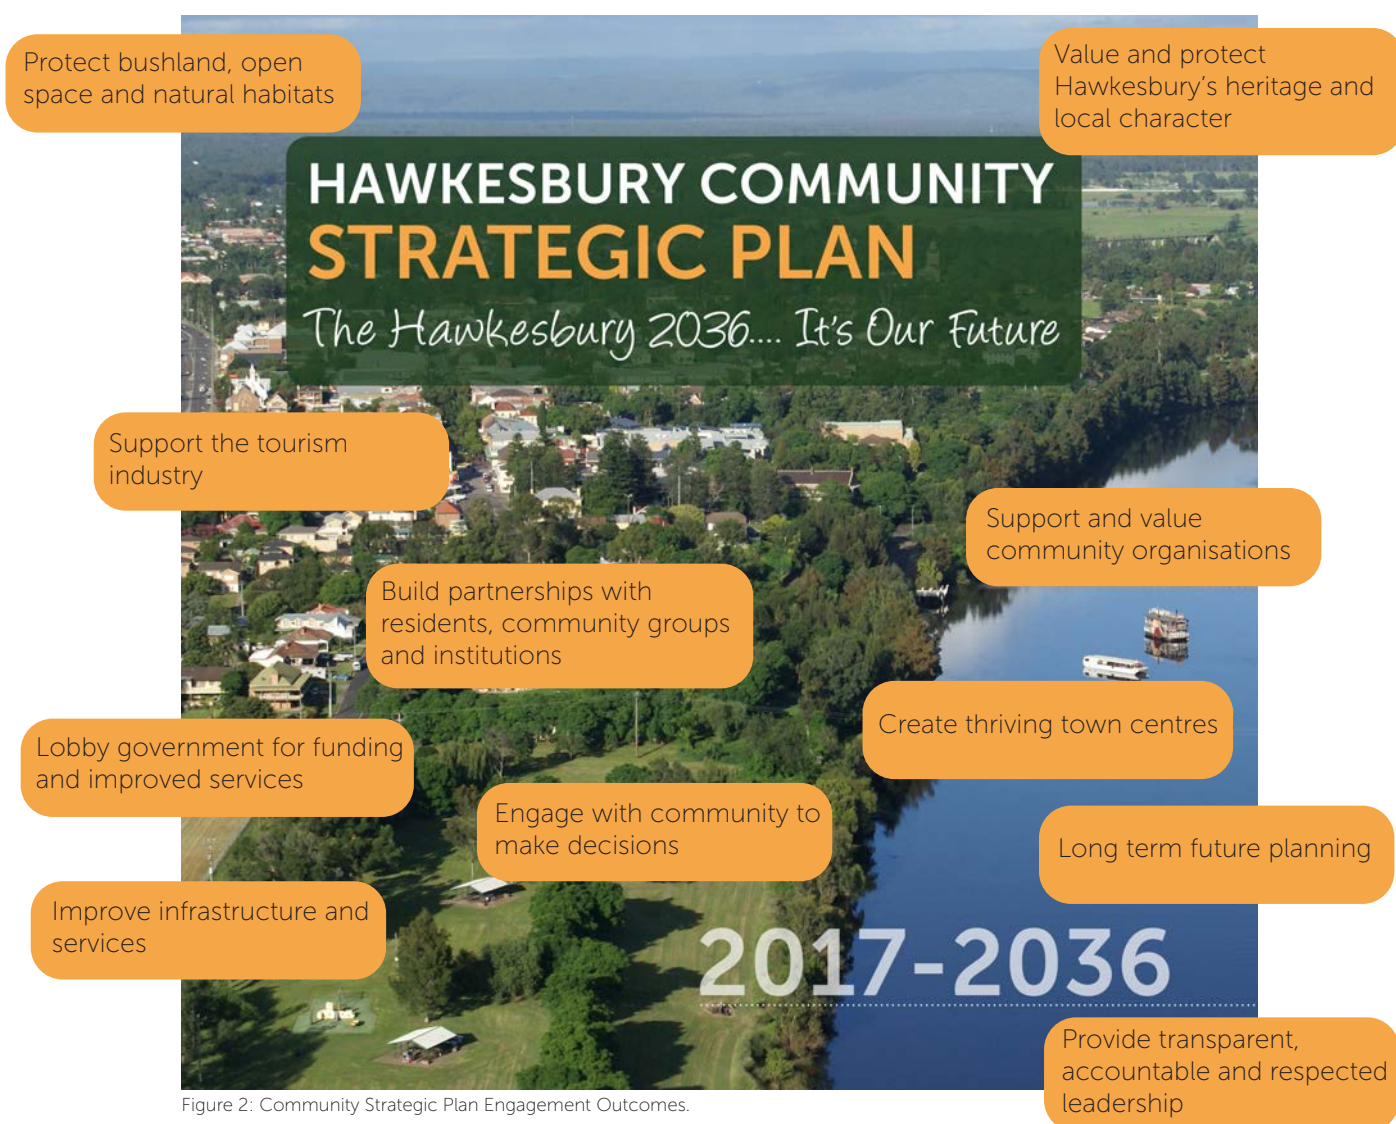 Protect bushland, open
space and natural habitats
Value and protect
Hawkesbury's heritage and
local character
HAWKESBURY COMMUNITY
STRATEGIC PLAN
The Hawkesbury 2036.... It's Our Future
Support the tourism
industry
Support and value
community organisations
Build partnerships with
residents, community groups
and institutions
Create thriving town centres
Lobby government for funding
and improved services
Engage with community to
make decisions
Long term future planning
Improve infrastructure and
services
2017-2036
Provide transparent,
accountable and respected
leadership
Figure 2: Community Strategic Plan Engagement Outcomes.